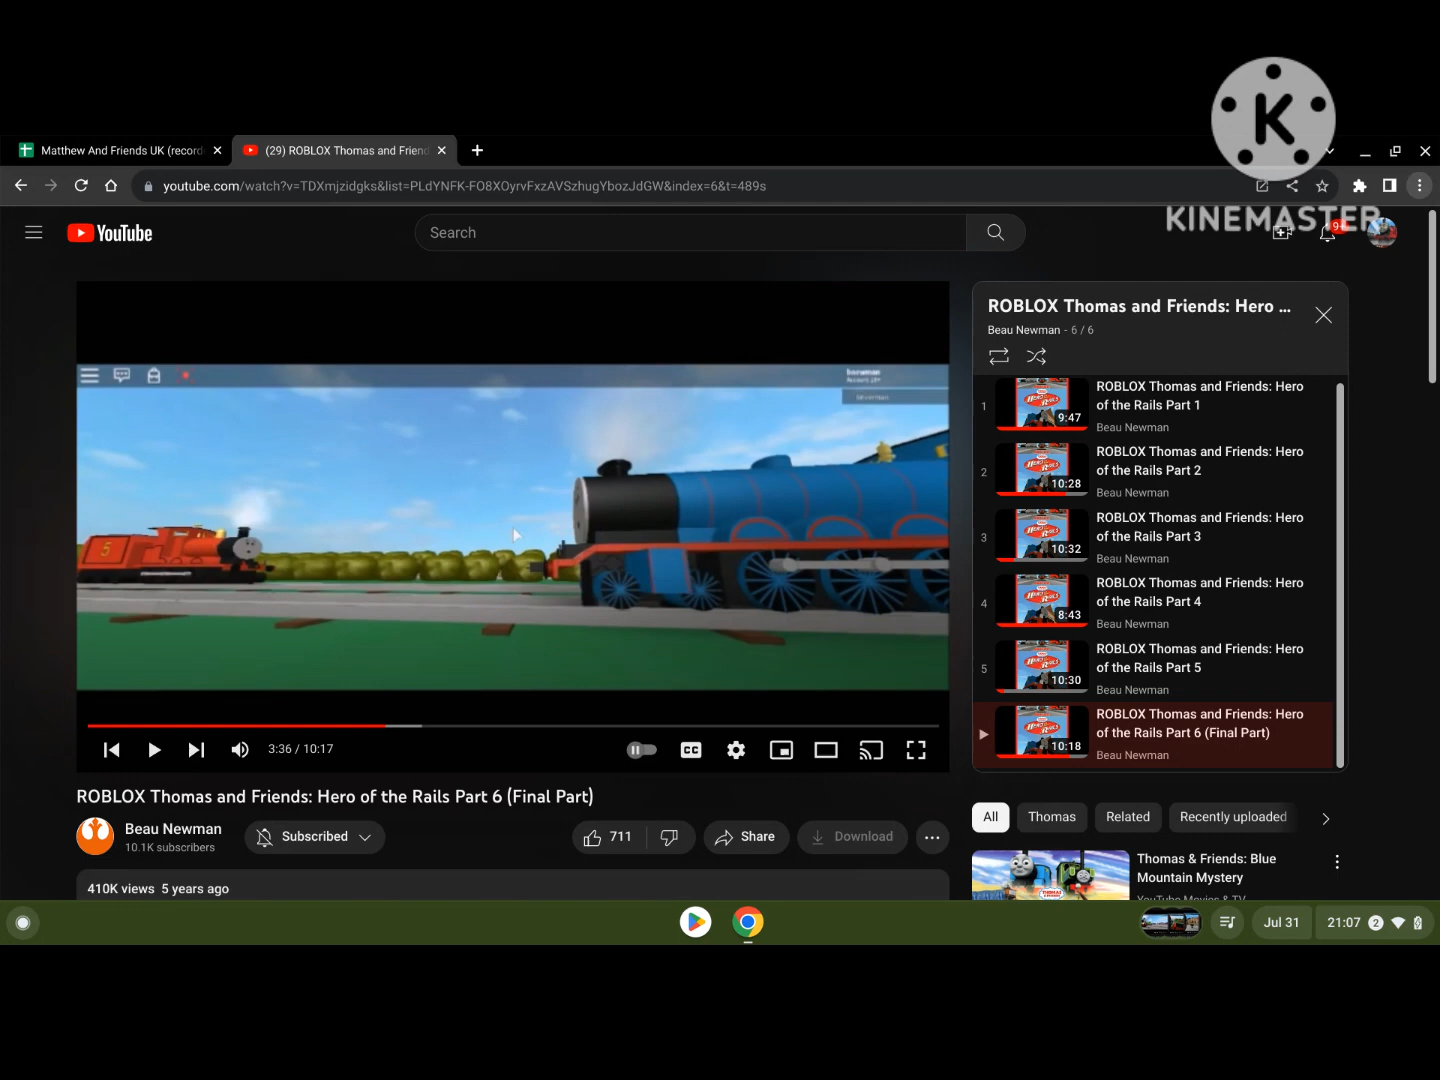 K
KINEMASTER
Matthew And Friends UK (record
(29) ROBLOX Thomas and Friend
youtube.com/watch?v=TDXmjzidgks&list=PLdYNFK-FO8XOyrvFxzAVSzhugYbozJdGW&index=6&t=489s
YouTube
Search
9+
5
ROBLOX Thomas and Friends: Hero ...
Beau Newman - 6 / 6
1
ROBLOX Thomas and Friends: Hero
of the Rails Part 1
9:47
Beau Newman
2
ROBLOX Thomas and Friends: Hero
of the Rails Part 2
10:28
Beau Newman
3
ROBLOX Thomas and Friends: Hero
of the Rails Part 3
10:32
Beau Newman
4
ROBLOX Thomas and Friends: Hero
of the Rails Part 4
8:43
Beau Newman
5
ROBLOX Thomas and Friends: Hero
of the Rails Part 5
10:30
Beau Newman
ROBLOX Thomas and Friends: Hero
of the Rails Part 6 (Final Part)
10:18
Beau Newman
3:36 / 10:17
CC
ROBLOX Thomas and Friends: Hero of the Rails Part 6 (Final Part)
Beau Newman
10.1K subscribers
Subscribed
711
Share
Download
410K views 5 years ago
All
Thomas
Related
Recently uploaded
Thomas & Friends: Blue
Mountain Mystery
YouTube Movies & TV
Jul 31
21:07
2